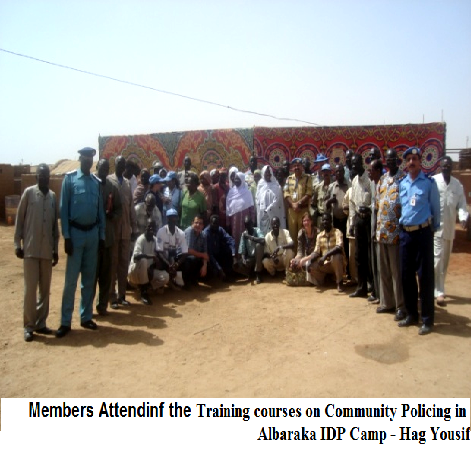 Members Attendinf the Training courses on Community Policing in
Albaraka IDP Camp - Hag Yousif